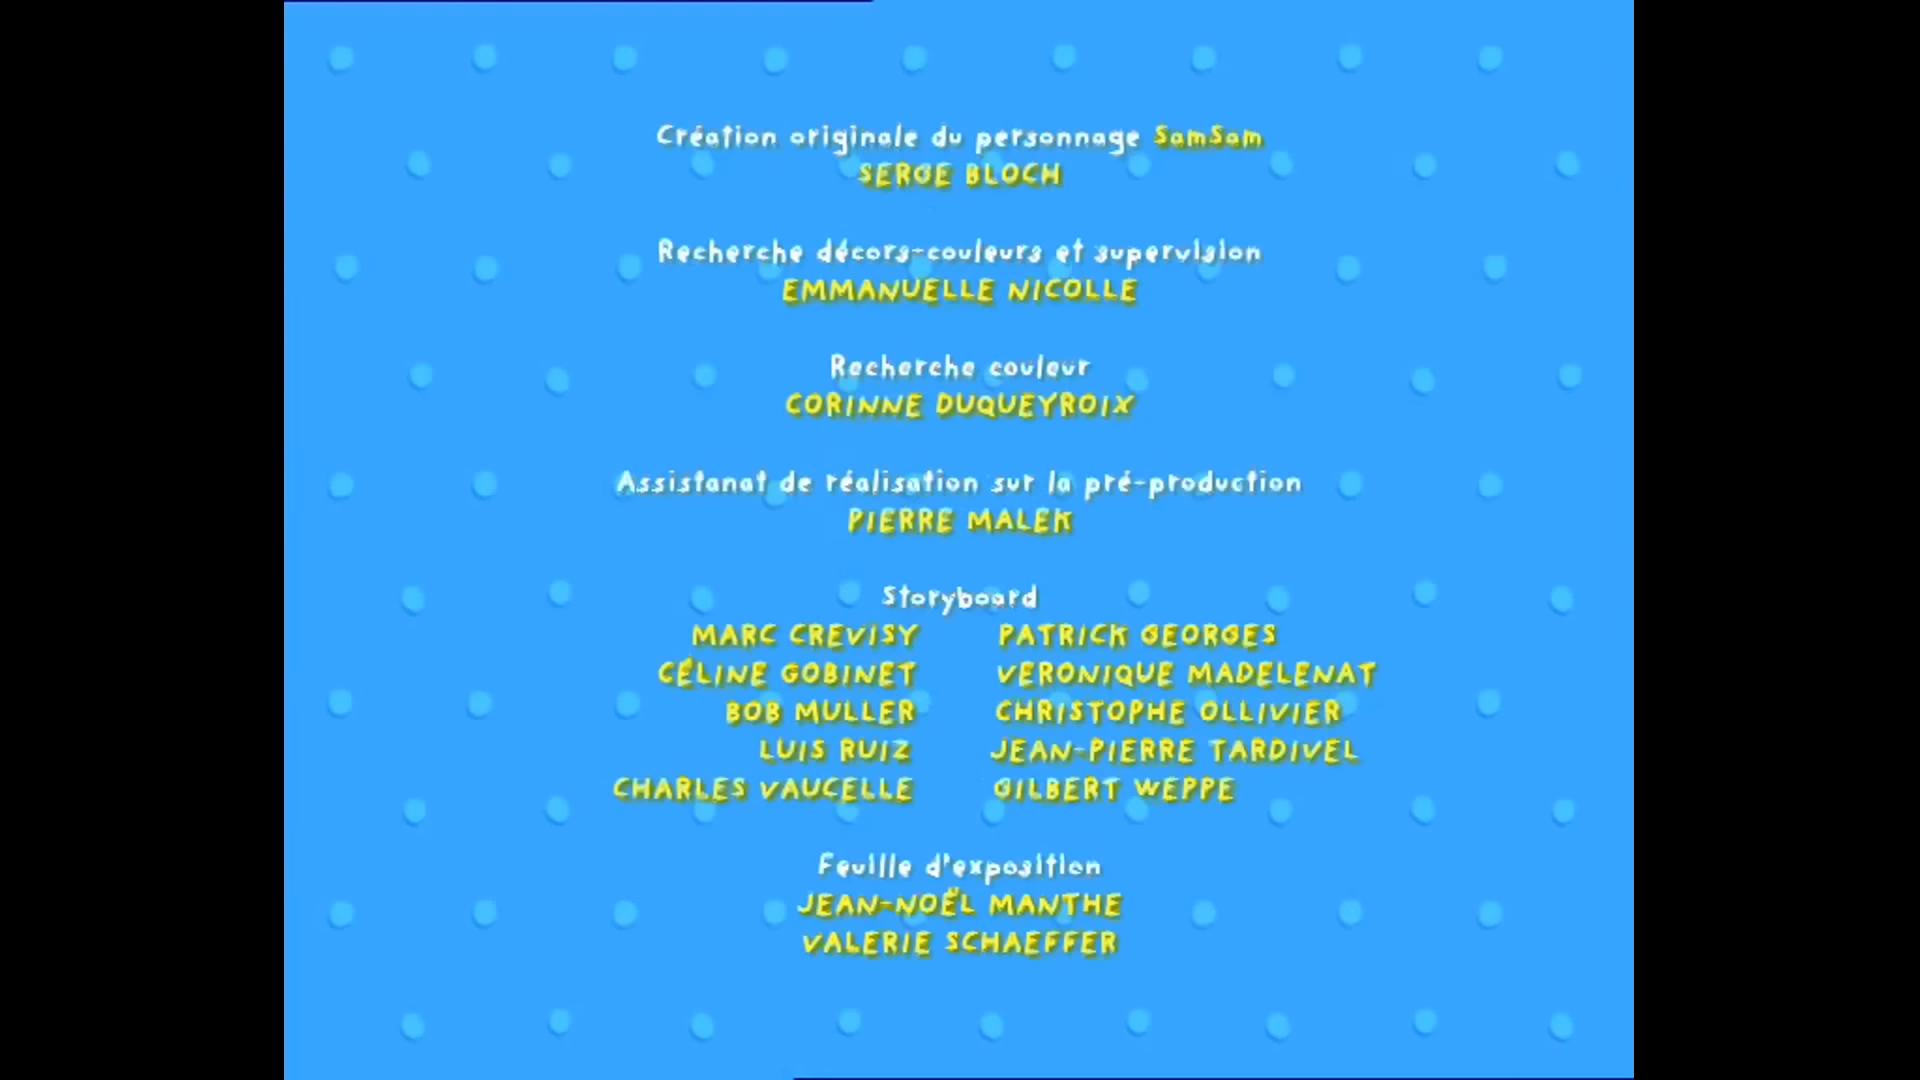 Création originale du personnage SamSam
SERGE BLOCH
Recherche décors-couleurs et supervision
EMMANUELLE NICOLLE
Recherche couleur
CORINNE DUQUEYROIX
Assistanat de réalisation sur la pré-production
PIERRE MALEK
Storyboard
MARC CREVISY PATRICK GEORGES
CÉLINE GOBINET VERONIQUE MADELENAT
BOB MULLER CHRISTOPHE OLLIVIER
LUIS RUIZ JEAN-PIERRE TARDIVEL
CHARLES VAUCELLE GILBERT WEPPE
Feuille d'exposition
JEAN-NOËL MANTHE
VALERIE SCHAEFFER